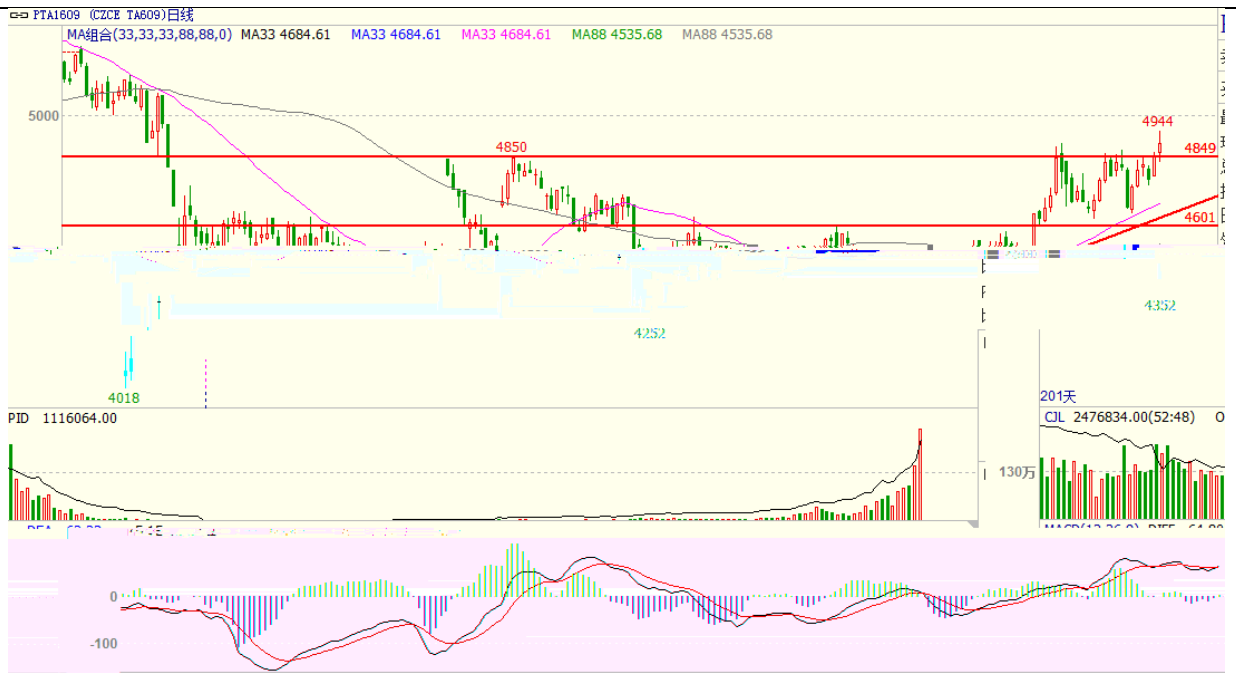 PTA1609 (CZCE TA609)日线
MA组合(33,33,33,88,88,0) MA33 4684.61 MA33 4684.61 MA33 4684.61 MA88 4535.68 MA88 4535.68
4944
5000
4850
4849
4601
4352
4252
4018
201天
PID 1116064.00
CJL 2476834.00(52:48) O
130万
0
-100